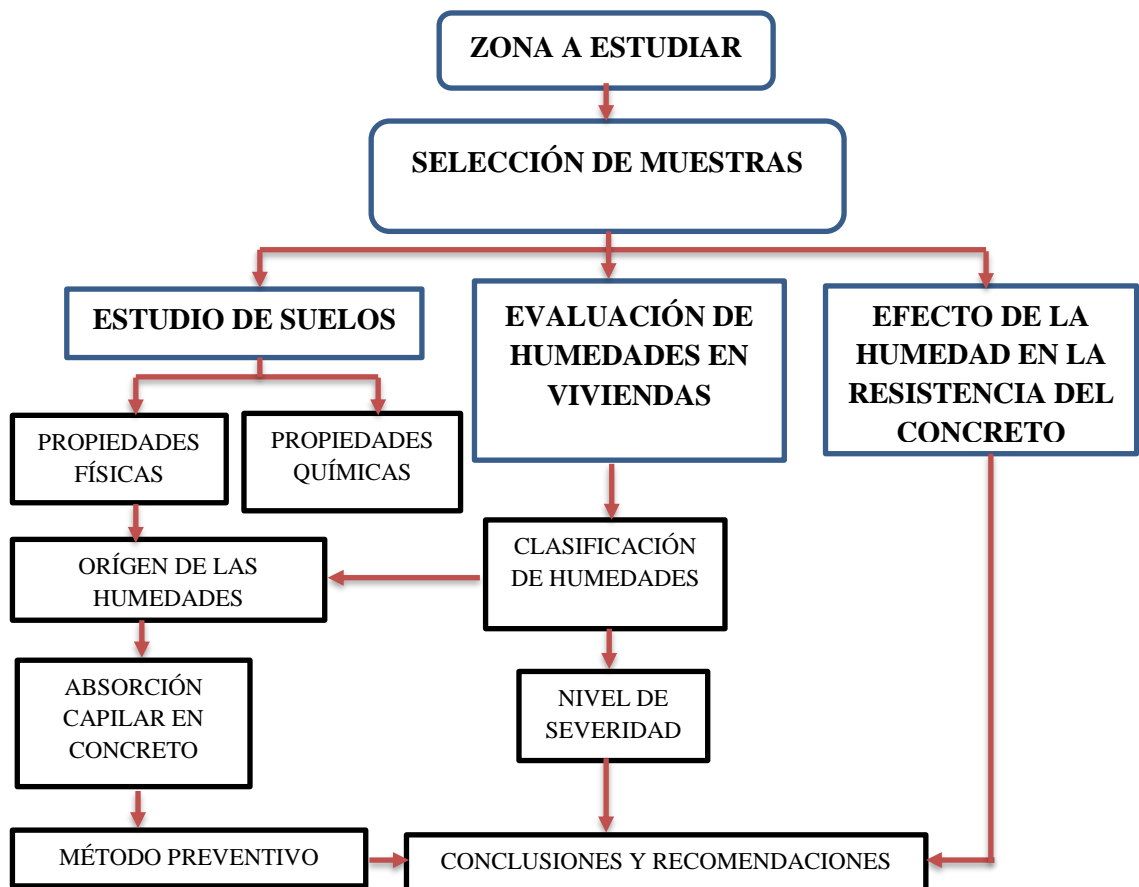 ZONA A ESTUDIAR
SELECCIÓN DE MUESTRAS
ESTUDIO DE SUELOS
EVALUACIÓN DE
HUMEDADES EN
VIVIENDAS
EFECTO DE LA
HUMEDAD EN LA
RESISTENCIA DEL
CONCRETO
PROPIEDADES
FÍSICAS
PROPIEDADES
QUÍMICAS
ORÍGEN DE LAS
HUMEDADES
CLASIFICACIÓN
DE HUMEDADES
ABSORCIÓN
CAPILAR EN
CONCRETO
NIVEL DE
SEVERIDAD
MÉTODO PREVENTIVO
CONCLUSIONES Y RECOMENDACIONES